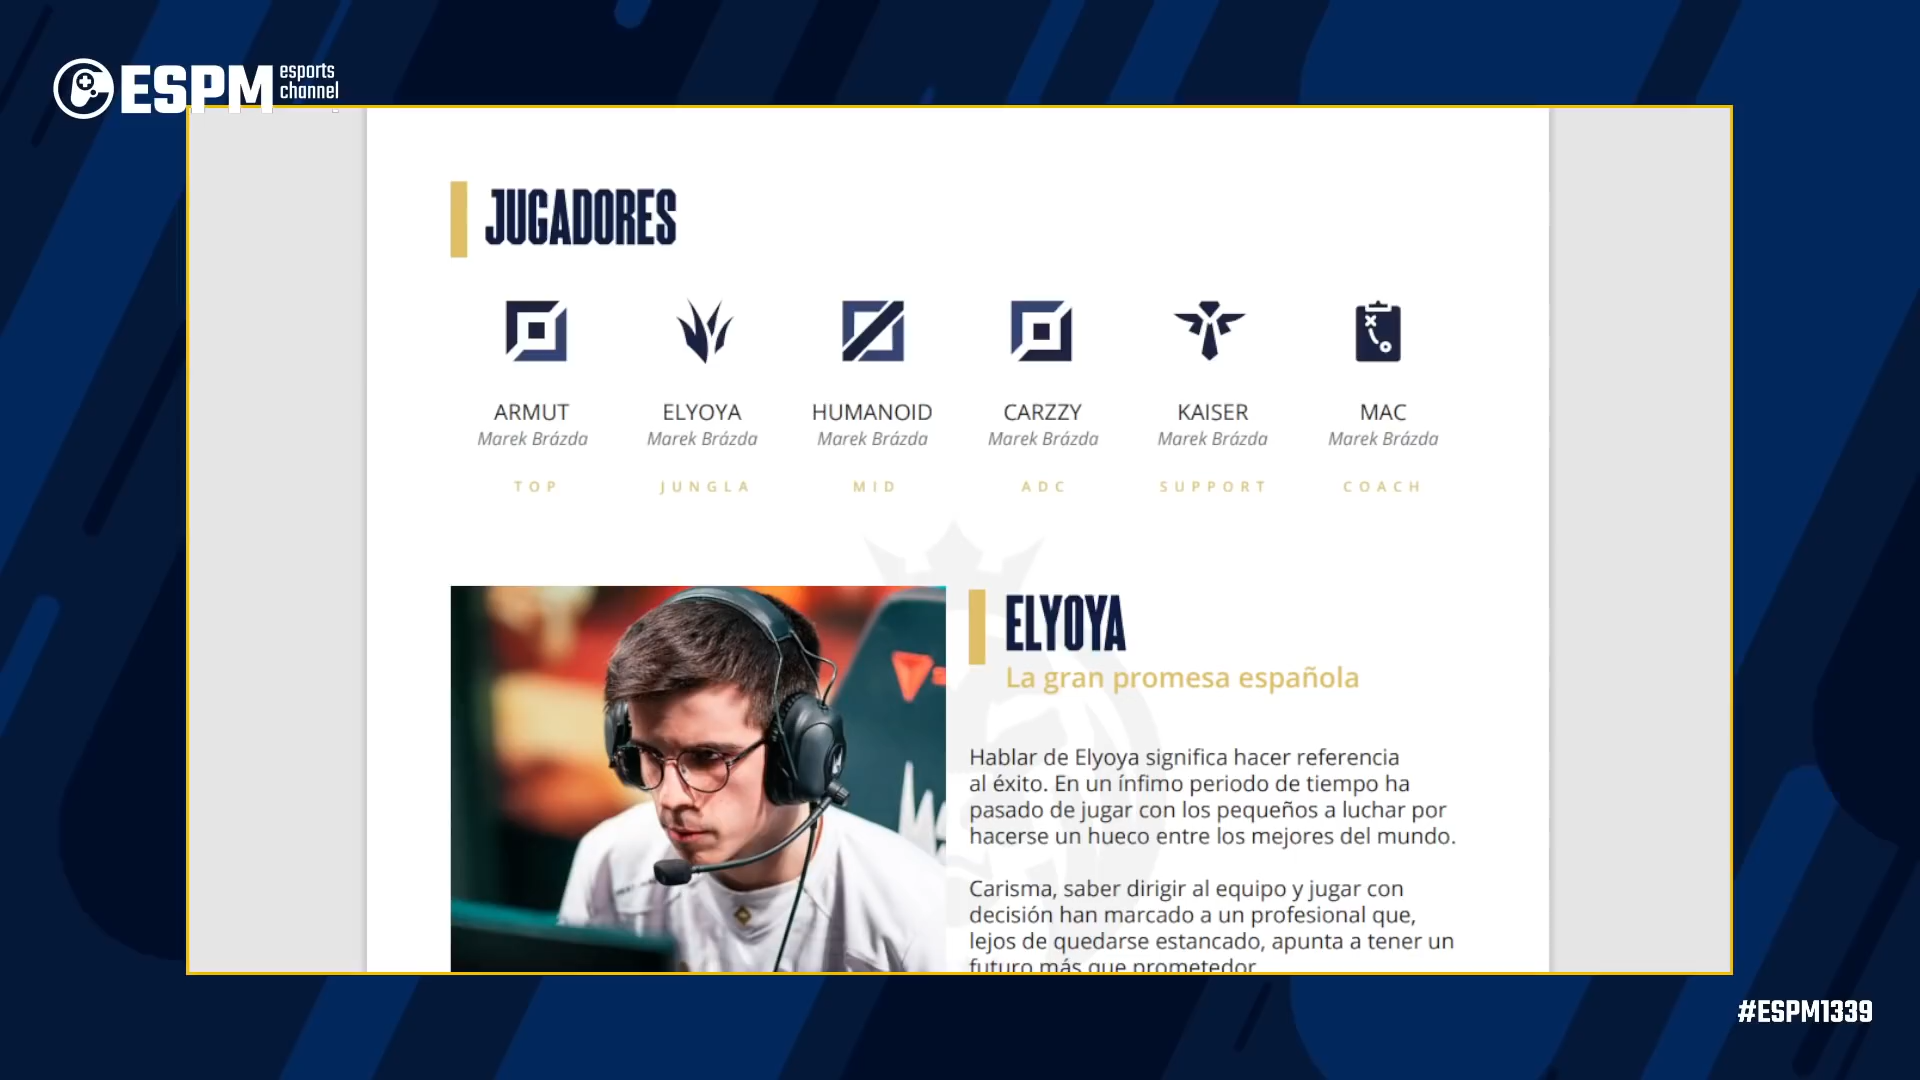 ESPM esports
channel
JUGADORES
ARMUT ELYOYA HUMANOID CARZZY KAISER MAC
Marek Brázda Marek Brázda Marek Brázda Marek Brázda Marek Brázda Marek Brázda
TOP JUNGLA MID ADC SUPPORT COACH
ELYOYA
La gran promesa española
Hablar de Elyoya significa hacer referencia
al éxito. En un ínfimo periodo de tiempo ha
pasado de jugar con los pequeños a luchar por
hacerse un hueco entre los mejores del mundo.
Carisma, saber dirigir al equipo y jugar con
decisión han marcado a un profesional que,
lejos de quedarse estancado, apunta a tener un
futuro más que prometedor.
#ESPM1339